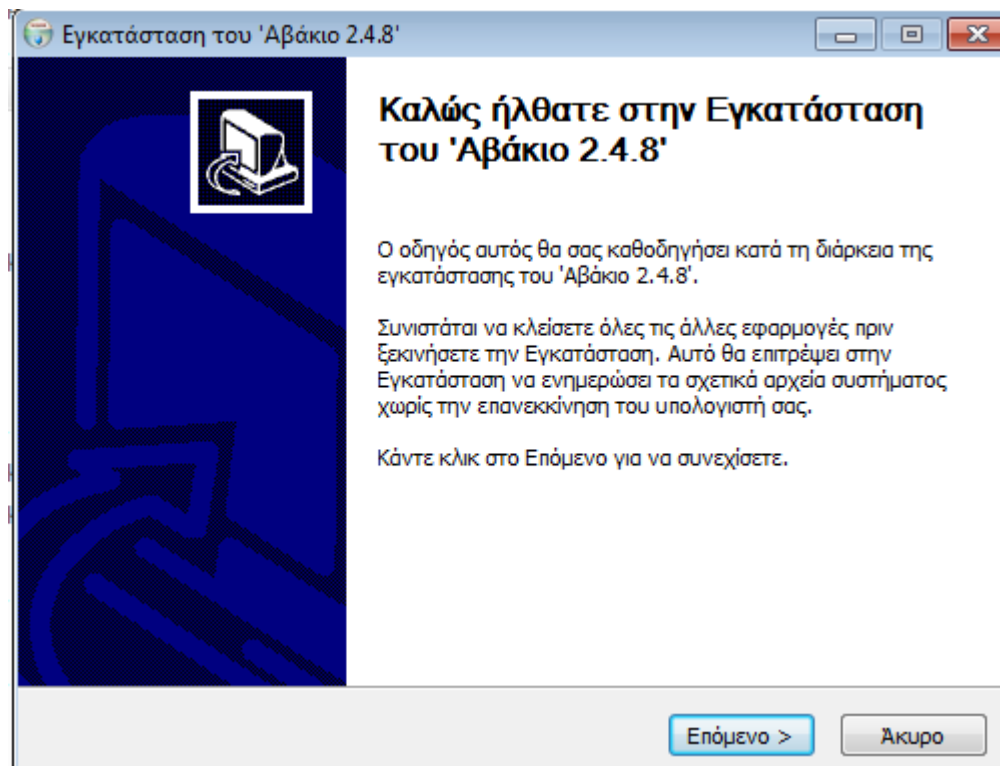 Εγκατάσταση του 'Αβάκιο 2.4.8'
Καλώς ήλθατε στην Εγκατάσταση
του 'Αβάκιο 2.4.8'
Ο οδηγός αυτός θα σας καθοδηγήσει κατά τη διάρκεια της
εγκατάστασης του 'Αβάκιο 2.4.8'.
Συνιστάται να κλείσετε όλες τις άλλες εφαρμογές πριν
ξεκινήσετε την Εγκατάσταση. Αυτό θα επιτρέψει στην
Εγκατάσταση να ενημερώσει τα σχετικά αρχεία συστήματος
χωρίς την επανεκκίνηση του υπολογιστή σας.
Κάντε κλικ στο Επόμενο για να συνεχίσετε.
Επόμενο >
Άκυρο